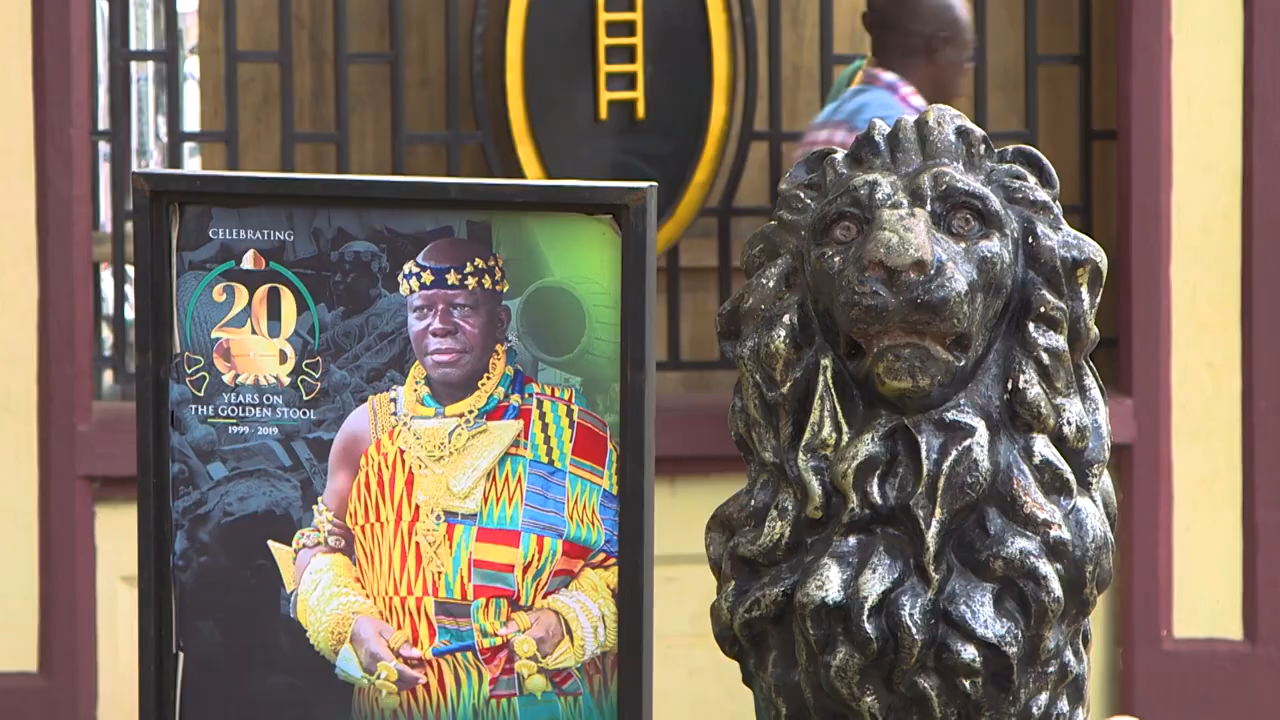 CELEBRATING
20
YEARS ON
THE GOLDEN STOOL
1999 - 2019